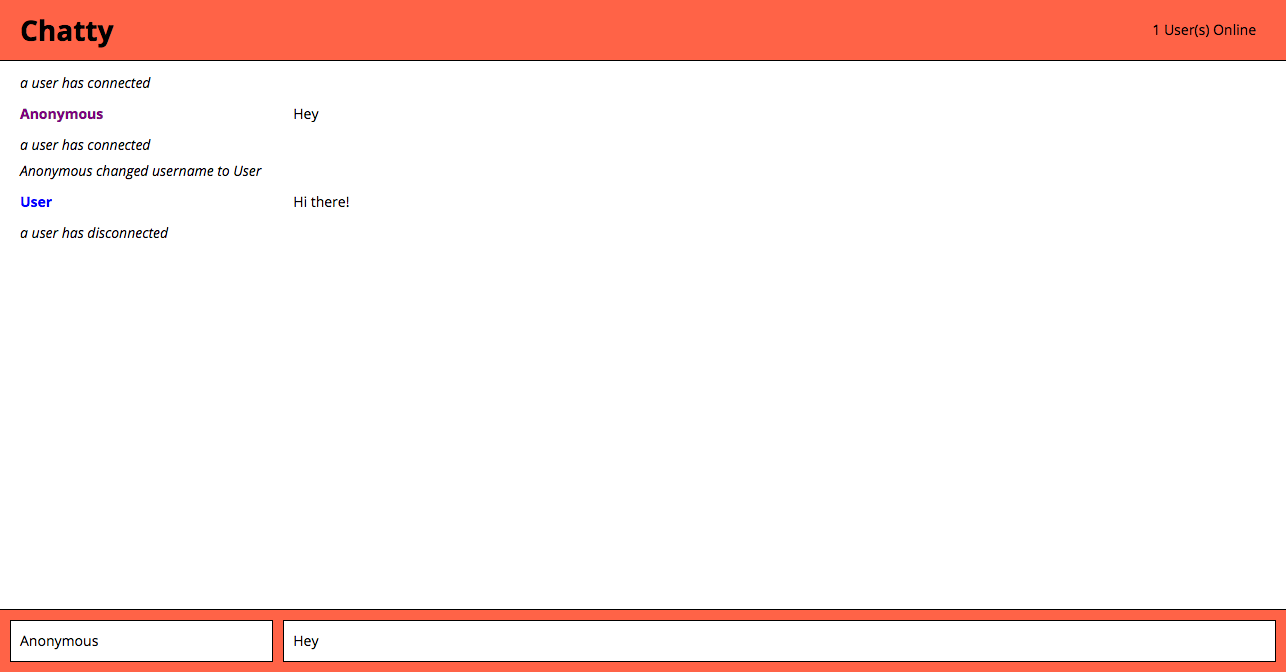 Chatty
1 User(s) Online
a user has connected
Anonymous Hey
a user has connected
Anonymous changed username to User
User Hi there!
a user has disconnected
Anonymous Hey